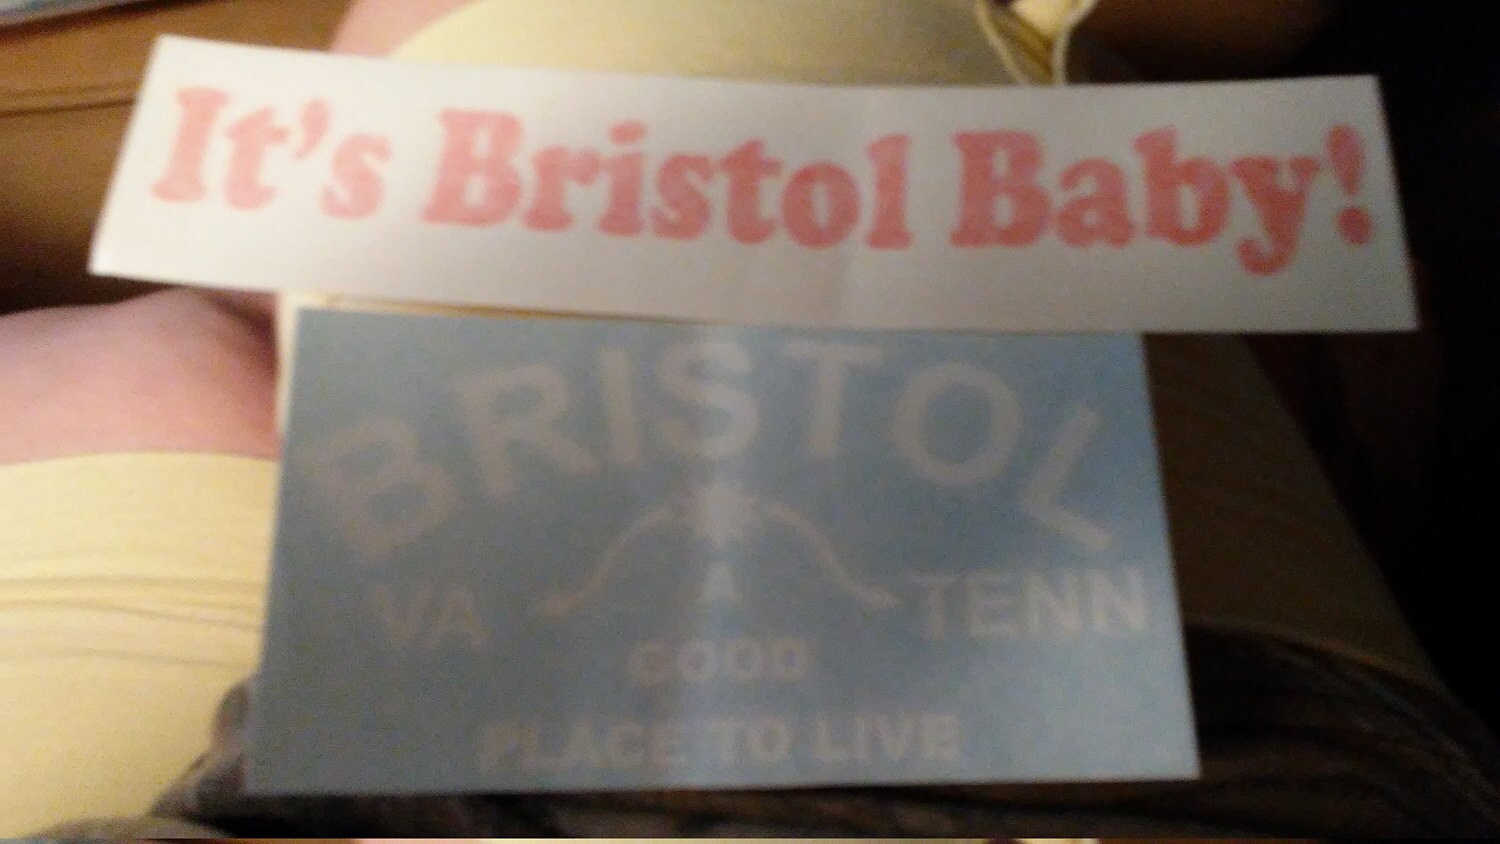 It's Bristol Baby!
BRISTOL
VA TENN
A
GOOD
PLACE TO LIVE